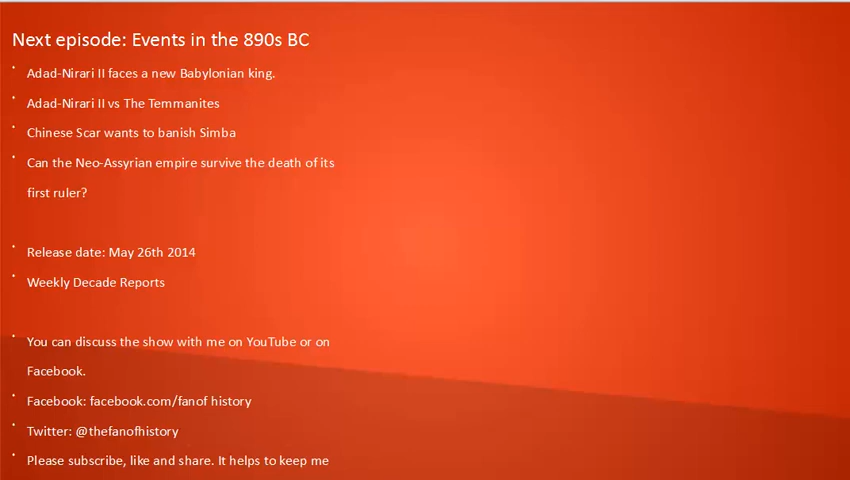 Next episode: Events in the 890s BC
Adad-Nirari II faces a new Babylonian king.
Adad-Nirari II vs The Temmanites
Chinese Scar wants to banish Simba
Can the Neo-Assyrian empire survive the death of its
first ruler?
Release date: May 26th 2014
Weekly Decade Reports
You can discuss the show with me on YouTube or on
Facebook.
Facebook: facebook.com/fanof history
Twitter: @thefanofhistory
Please subscribe, like and share. It helps to keep me